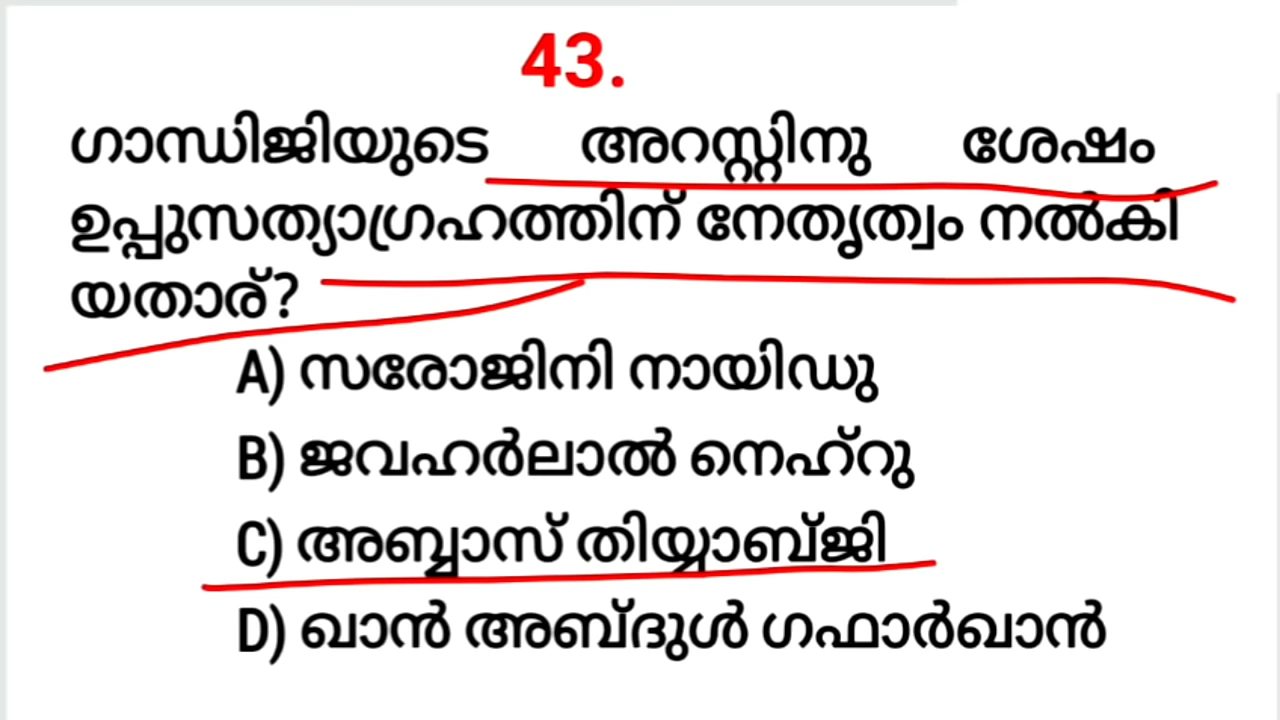 43.
ഗാന്ധിജിയുടെ അറസ്റ്റിനു ശേഷം
ഉപ്പുസത്യാഗ്രഹത്തിന് നേതൃത്വം നൽകി
യതാര്?
A) സരോജിനി നായിഡു
B) ജവഹർലാൽ നെഹ്റു
C) അബ്ബാസ് തിയ്യാബ്ജി
D) ഖാൻ അബ്ദുൾ ഗഫാർഖാൻ